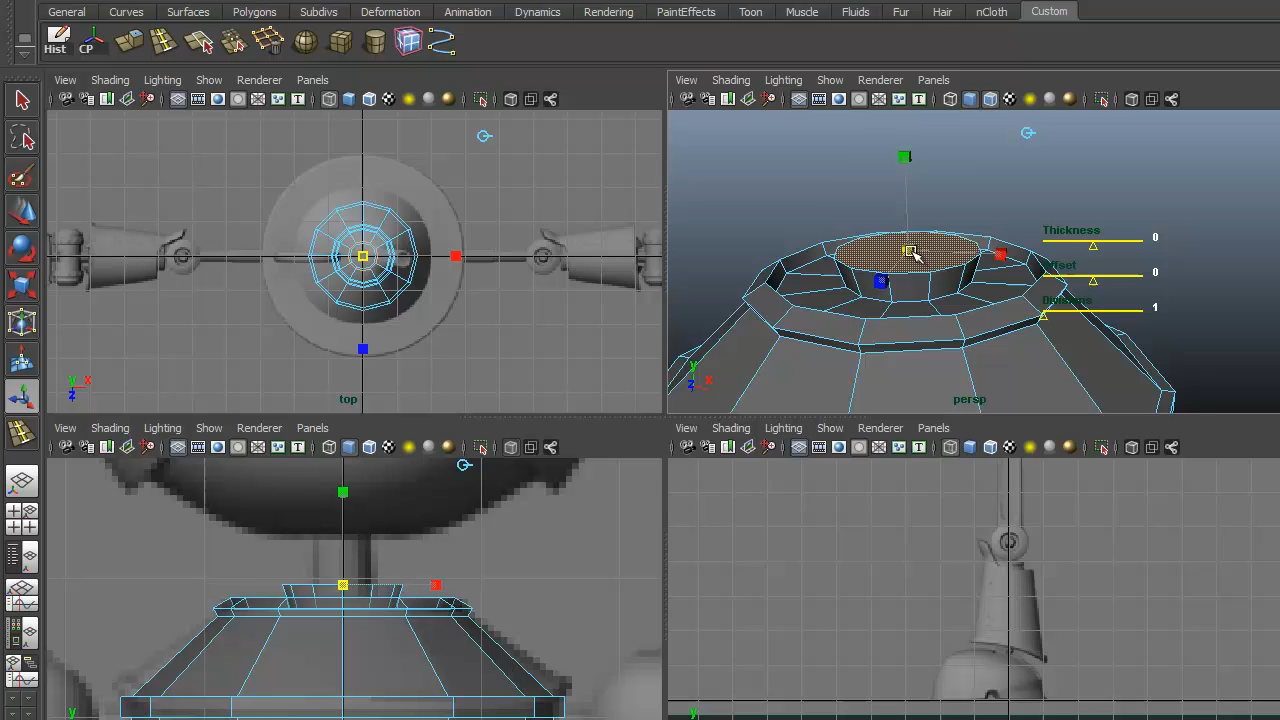 General Curves Surfaces Polygons Subdivs Deformation Animation Dynamics Rendering PaintEffects Toon Muscle Fluids Fur Hair nCloth Custom
Hist CP
View Shading Lighting Show Renderer Panels
View Shading Lighting Show Renderer Panels
T
T
Thickness 0
0
1
y x
z
top
y x
z
persp
View Shading Lighting Show Renderer Panels
View Shading Lighting Show Renderer Panels
T
T
y
y